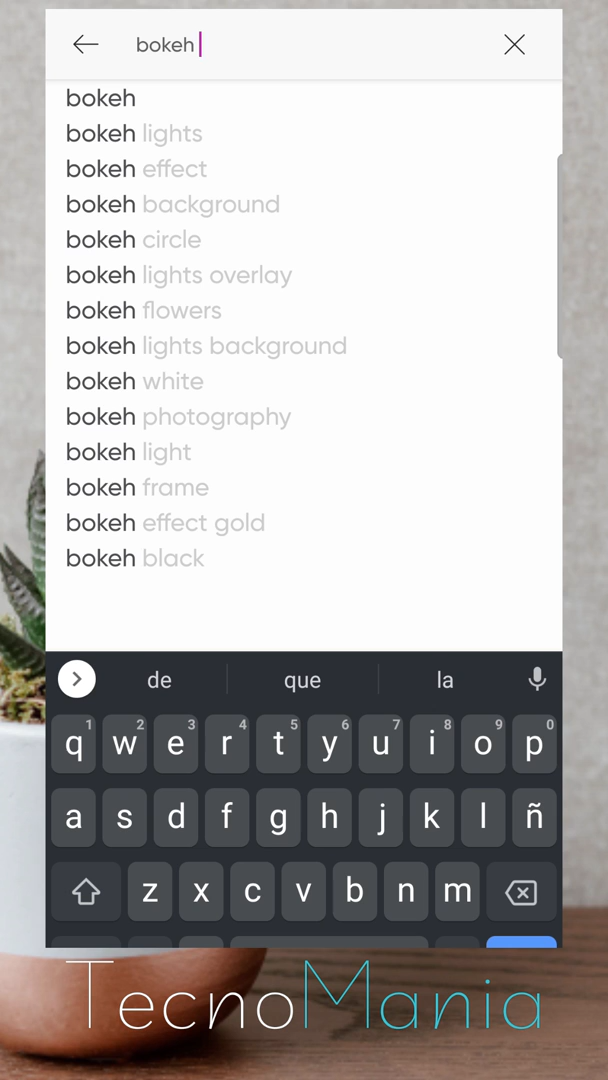 bokeh
bokeh
bokeh lights
bokeh effect
bokeh background
bokeh circle
bokeh lights overlay
bokeh flowers
bokeh lights background
bokeh white
bokeh photography
bokeh light
bokeh frame
bokeh effect gold
bokeh black
de que la
1 2 3 4 5 6 7 8 9 0
q w e r t y u i o p
a s d f g h j k l ñ
z x c v b n m
TecnoMania